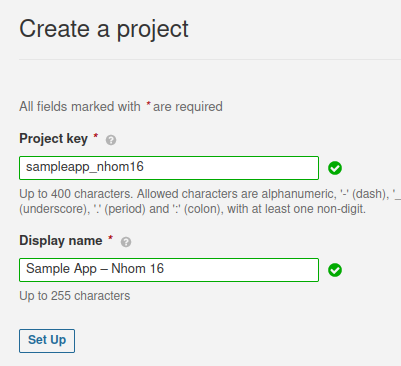 Create a project
All fields marked with * are required
Project key * ?
sampleapp_nhom16
Up to 400 characters. Allowed characters are alphanumeric, '-' (dash), '_
(underscore), '.' (period) and ':' (colon), with at least one non-digit.
Display name * ?
Sample App – Nhom 16
Up to 255 characters
Set Up